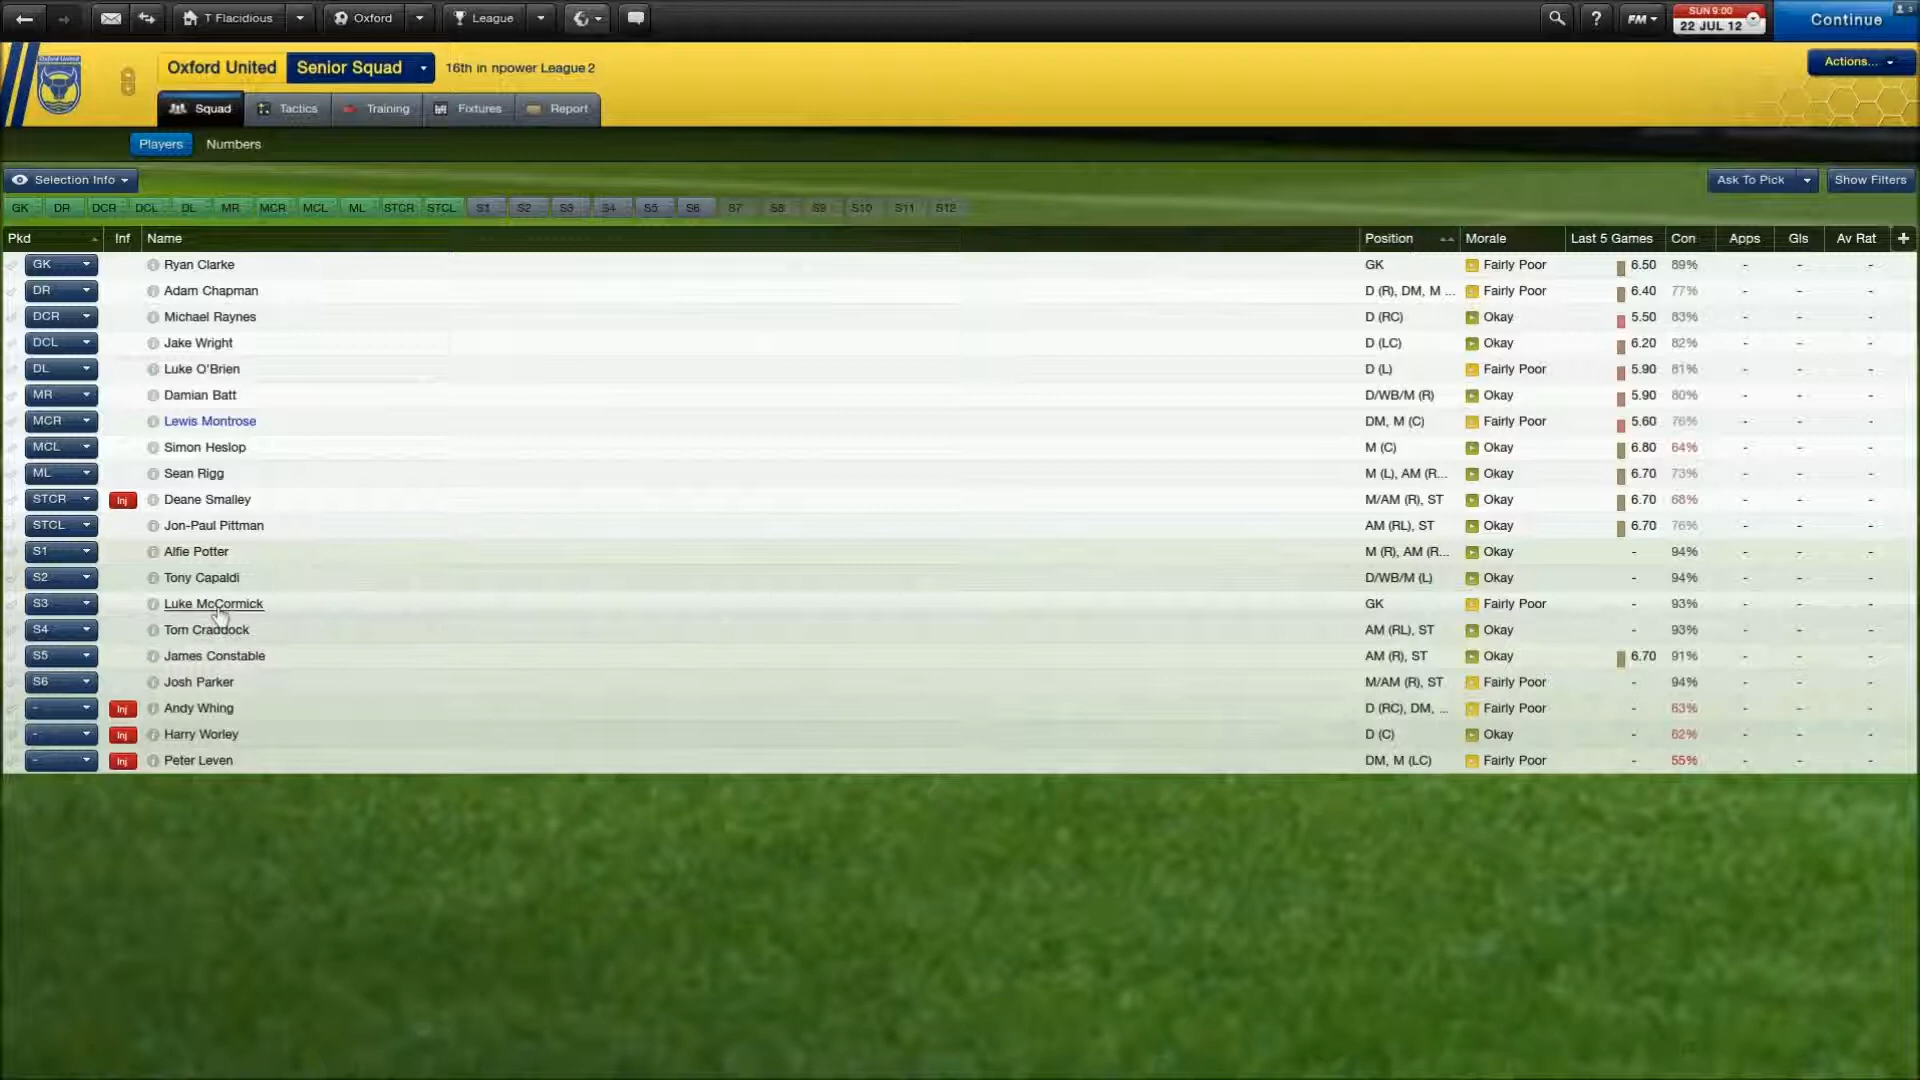 T Flacidious Oxford League ? FM SUN 9:00 22 JUL 12 Continue
Oxford United Senior Squad 16th in npower League 2 Actions...
Squad Tactics Training Fixtures Report
Players Numbers
Selection Info Ask To Pick Show Filters
GK DR DCR DCL DL MR MCR MCL ML STCR STCL S1 S2 S3 S4 S5 S6 S7 S8 S9 S10 S11 S12
Pkd Inf Name Position Morale Last 5 Games Con Apps Gls Av Rat +
GK Ryan Clarke GK Fairly Poor 6.50 89% - - -
DR Adam Chapman D (R), DM, M ... Fairly Poor 6.40 77% - - -
DCR Michael Raynes D (RC) Okay 5.50 83% - - -
DCL Jake Wright D (LC) Okay 6.20 82% - - -
DL Luke O'Brien D (L) Fairly Poor 5.90 81% - - -
MR Damian Batt D/WB/M (R) Okay 5.90 80% - - -
MCR Lewis Montrose DM, M (C) Fairly Poor 5.60 76% - - -
MCL Simon Heslop M (C) Okay 6.80 64% - - -
ML Sean Rigg M (L), AM (R... Okay 6.70 73% - - -
STCR Inj Deane Smalley M/AM (R), ST Okay 6.70 68% - - -
STCL Jon-Paul Pittman AM (RL), ST Okay 6.70 76% - - -
S1 Alfie Potter M (R), AM (R... Okay - 94% - - -
S2 Tony Capaldi D/WB/M (L) Okay - 94% - - -
S3 Luke McCormick GK Fairly Poor - 93% - - -
S4 Tom Craddock AM (RL), ST Okay - 93% - - -
S5 James Constable AM (R), ST Okay 6.70 91% - - -
S6 Josh Parker M/AM (R), ST Fairly Poor - 94% - - -
- Inj Andy Whing D (RC), DM, ... Fairly Poor - 63% - - -
- Inj Harry Worley D (C) Okay - 62% - - -
- Inj Peter Leven DM, M (LC) Fairly Poor - 55% - - -